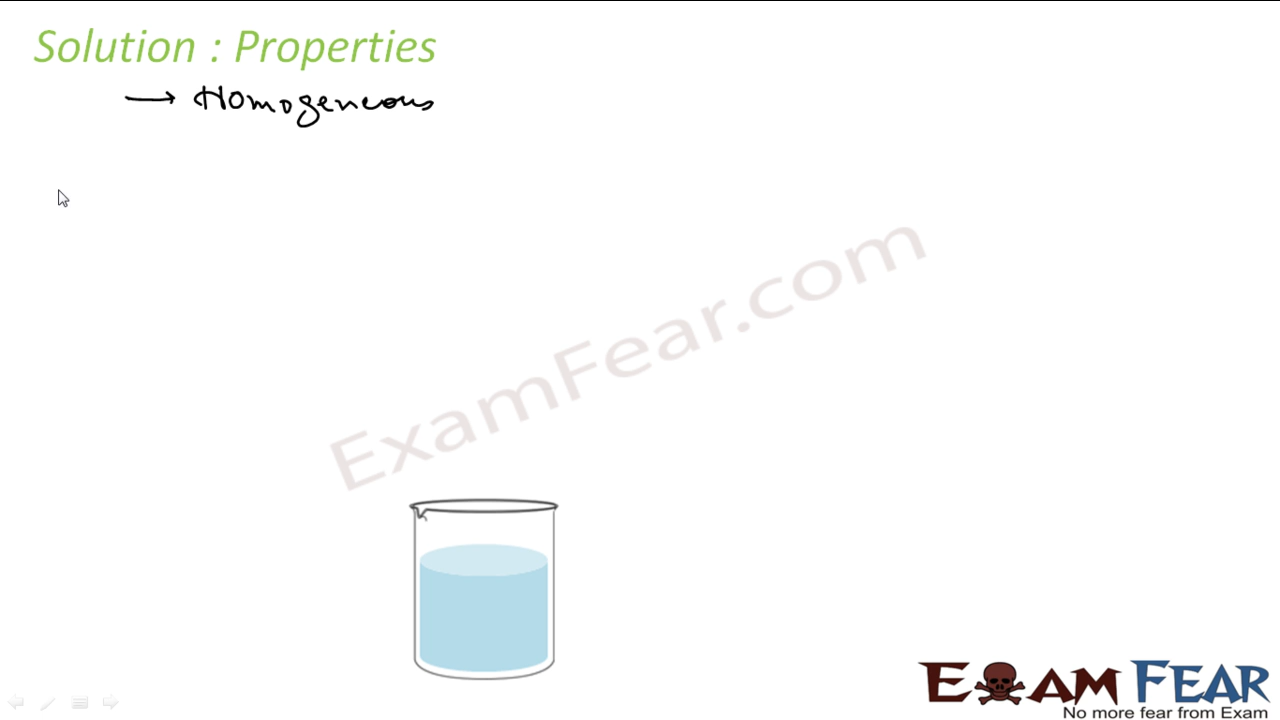 Solution : Properties
→ Homogeneous
ExamFear.com
EXAM FEAR
No more fear from Exam